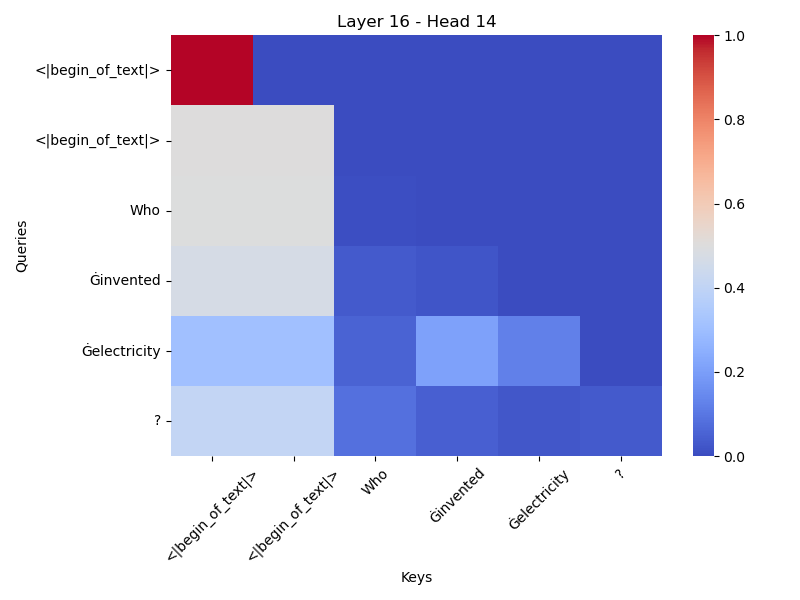 Layer 16 - Head 14
<|begin_of_text|>
<|begin_of_text|>
Who
Ġinvented
Ġelectricity
?
Queries
<|begin_of_text|>
<|begin_of_text|>
Who
Ġinvented
Ġelectricity
?
Keys
1.0
0.8
0.6
0.4
0.2
0.0